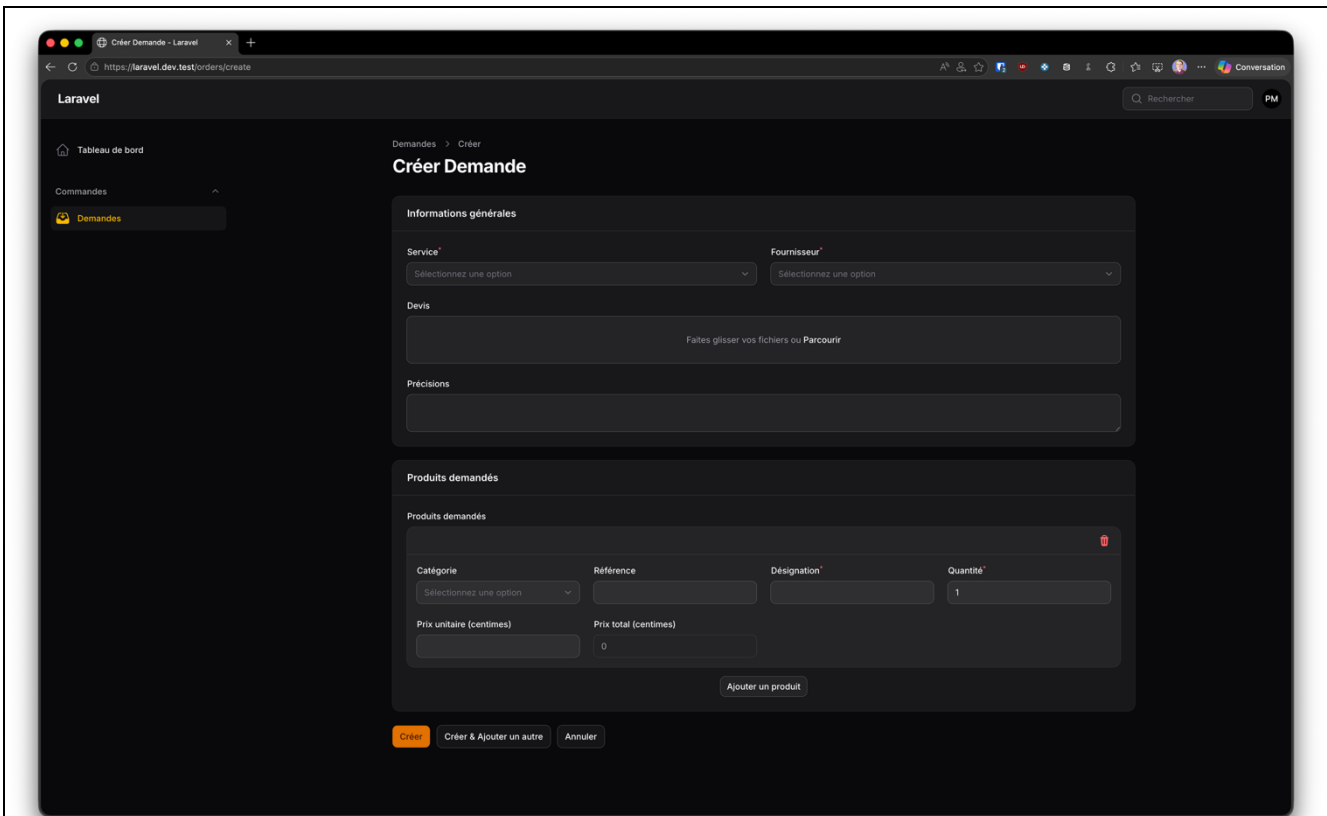 Créer Demande - Laravel
https://laravel.dev.test/orders/create
Conversation
Laravel
Rechercher
PM
Tableau de bord
Commandes
Demandes
Demandes > Créer
Créer Demande
Informations générales
Service* Fournisseur*
Sélectionnez une option Sélectionnez une option
Devis
Faites glisser vos fichiers ou Parcourir
Précisions
Produits demandés
Produits demandés
Catégorie Référence Désignation* Quantité*
Sélectionnez une option 1
Prix unitaire (centimes) Prix total (centimes)
0
Ajouter un produit
Créer Créer & Ajouter un autre Annuler